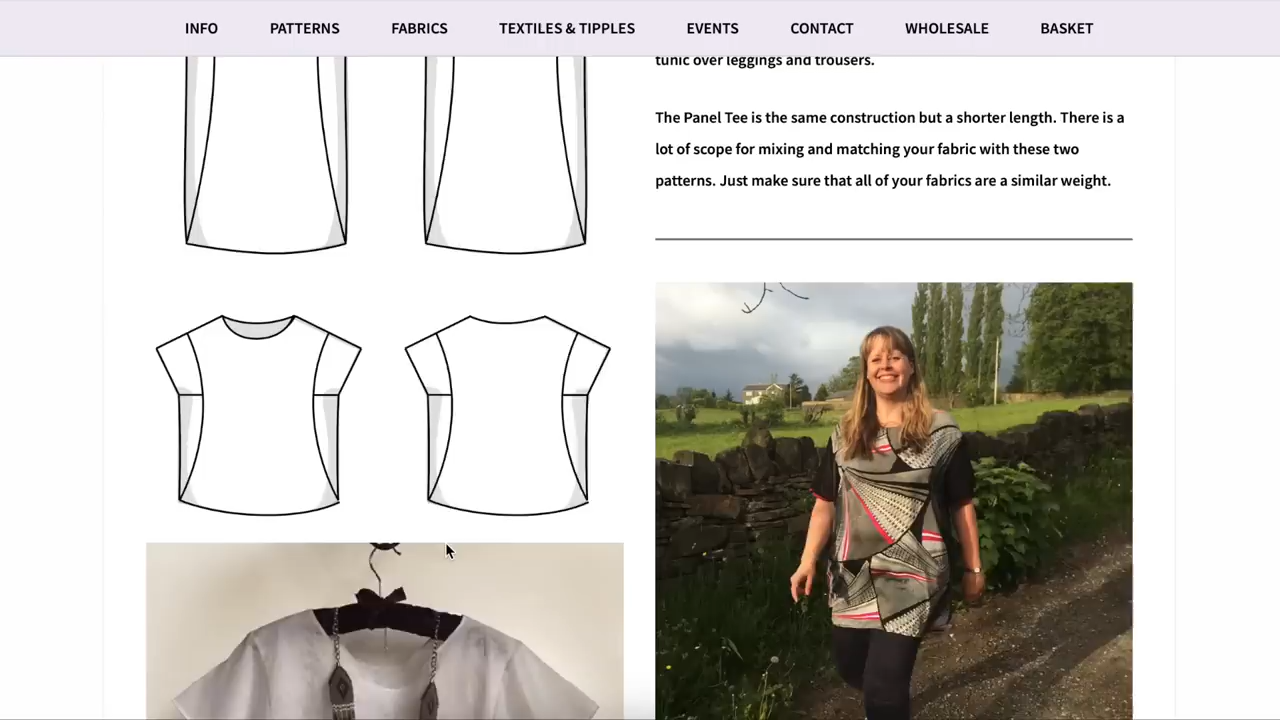 INFO PATTERNS FABRICS TEXTILES & TIPPLES EVENTS CONTACT WHOLESALE BASKET
tunic over leggings and trousers.
The Panel Tee is the same construction but a shorter length. There is a
lot of scope for mixing and matching your fabric with these two
patterns. Just make sure that all of your fabrics are a similar weight.